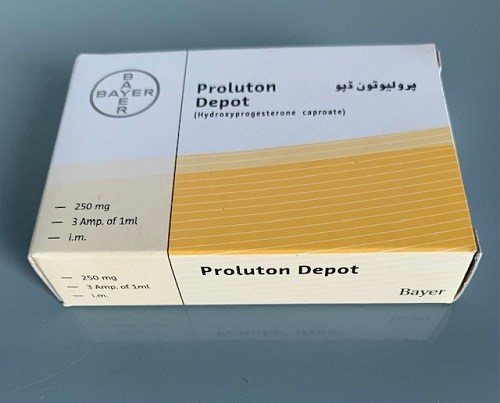 BAYER
BAYER
Proluton
Depot
پرولیوٹون ڈپو
(Hydroxyprogesterone caproate)
— 250 mg
— 3 Amp. of 1ml
— i.m.
— 250 mg
— 3 Amp. of 1ml
— i.m.
Proluton Depot
Bayer